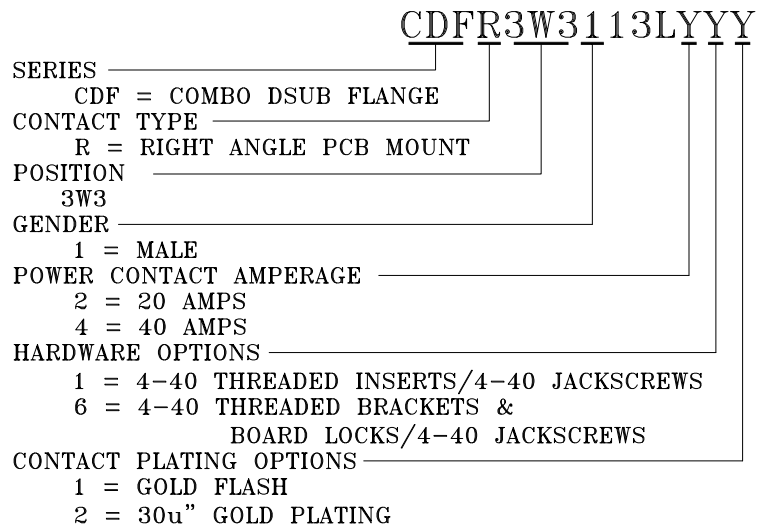 CDFR3W3113LYYY
SERIES
CDF = COMBO DSUB FLANGE
CONTACT TYPE
R = RIGHT ANGLE PCB MOUNT
POSITION
3W3
GENDER
1 = MALE
POWER CONTACT AMPERAGE
2 = 20 AMPS
4 = 40 AMPS
HARDWARE OPTIONS
1 = 4-40 THREADED INSERTS/4-40 JACKSCREWS
6 = 4-40 THREADED BRACKETS &
BOARD LOCKS/4-40 JACKSCREWS
CONTACT PLATING OPTIONS
1 = GOLD FLASH
2 = 30u" GOLD PLATING